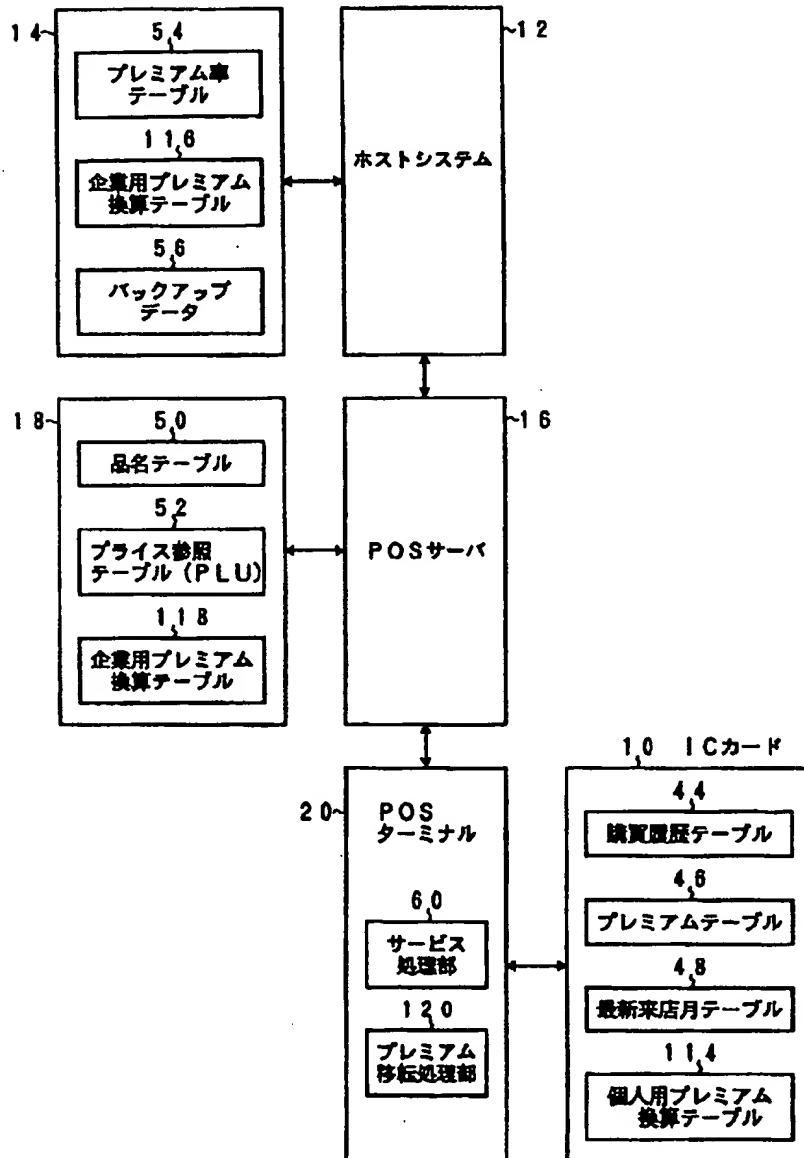 14
54
プレミアム率
テーブル
116
企業用プレミアム
換算テーブル
56
バックアップ
データ
12
ホストシステム
18
50
品名テーブル
52
プライス参照
テーブル(PLU)
118
企業用プレミアム
換算テーブル
16
POSサーバ
20
POS
ターミナル
60
サービス
処理部
120
プレミアム
移転処理部
10 ICカード
44
購買履歴テーブル
46
プレミアムテーブル
48
最新来店月テーブル
114
個人用プレミアム
換算テーブル